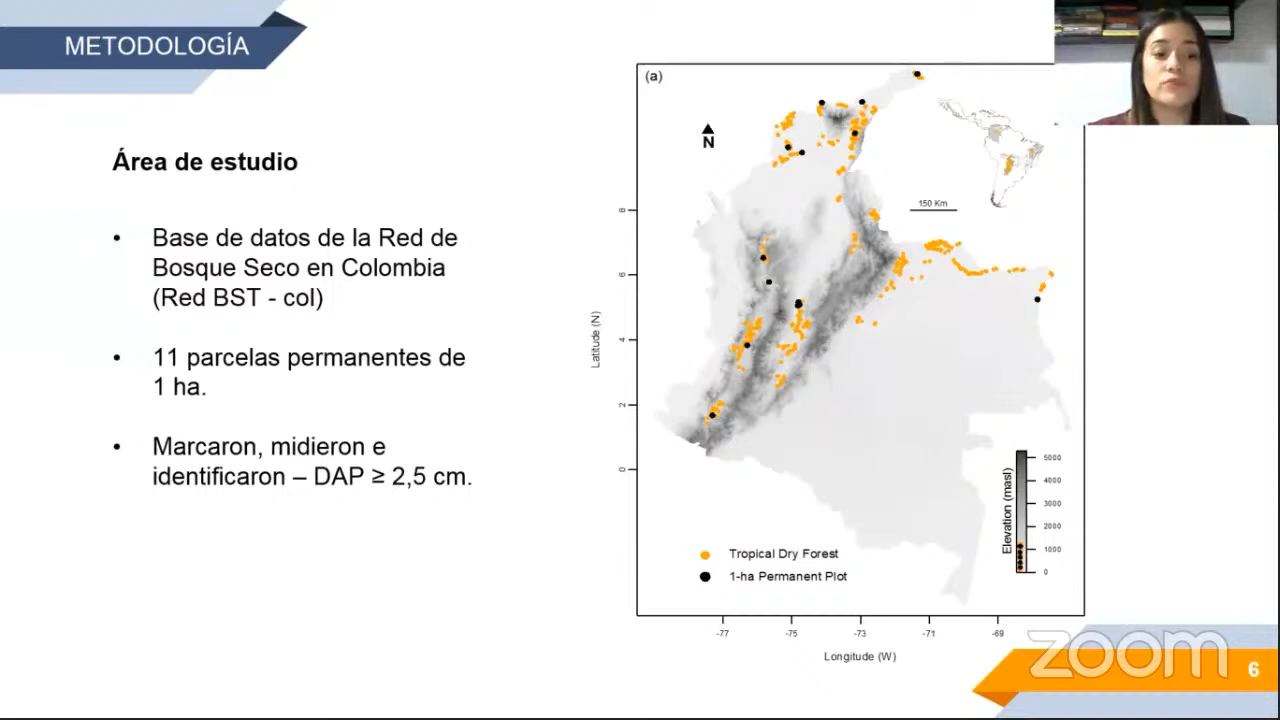 METODOLOGÍA
Área de estudio
• Base de datos de la Red de
Bosque Seco en Colombia
(Red BST - col)
• 11 parcelas permanentes de
1 ha.
• Marcaron, midieron e
identificaron – DAP ≥ 2,5 cm.
(a)
N
150 Km
8
6
4
2
0
Latitude (N)
Elevation (masl)
5000
4000
3000
2000
1000
0
Tropical Dry Forest
1-ha Permanent Plot
-77 -75 -73 -71 -69
Longitude (W)
zoom
6